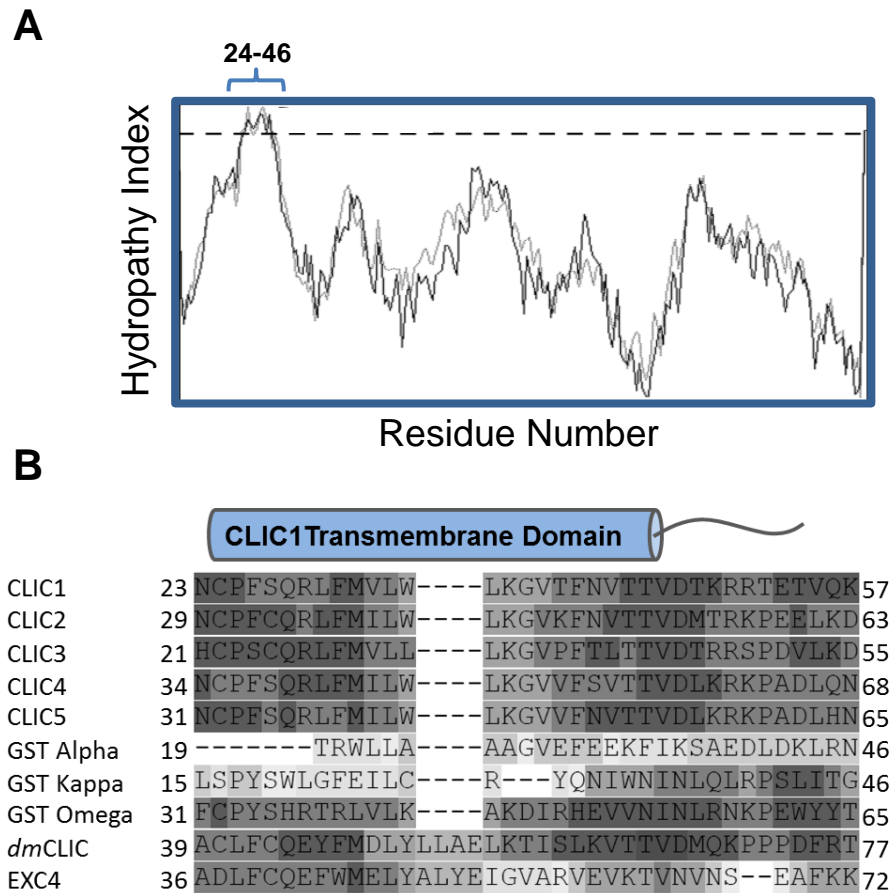 A
24-46
Hydropathy Index
Residue Number
B
CLIC1Transmembrane Domain
CLIC1 23 NCPFSQRLFMVLW----LKGVTFNVTTVDTKRRTETVQK 57
CLIC2 29 NCPFCQRLFMILW----LKGVKFNVTTVDMTRKPEELKD 63
CLIC3 21 HCPSCQRLFMVLL----LKGVPFTLTTVDTRRSPDVLKD 55
CLIC4 34 NCPFSQRLFMILW----LKGVVFSVTTVDLKRKPADLQN 68
CLIC5 31 NCPFSQRLFMILW----LKGVVFNVTTVDLKRKPADLHN 65
GST Alpha 19 -------TRWLLA----AAGVEFEEKFIKSAEDLDKLRN 46
GST Kappa 15 LSPYSWLGFEILC----R---YQNIWNINLQLRPSLITG 46
GST Omega 31 FCPYSHRTRLVLK----AKDIRHEVVNINLRNKPEWYYT 65
dmCLIC 39 ACLFCQEYFMDLYLLAELKTISLKVTTVDMQKPPPDFRT 77
EXC4 36 ADLFCQEFWMELYALYEIGVARVEVKTVNVNS--EAFKK 72